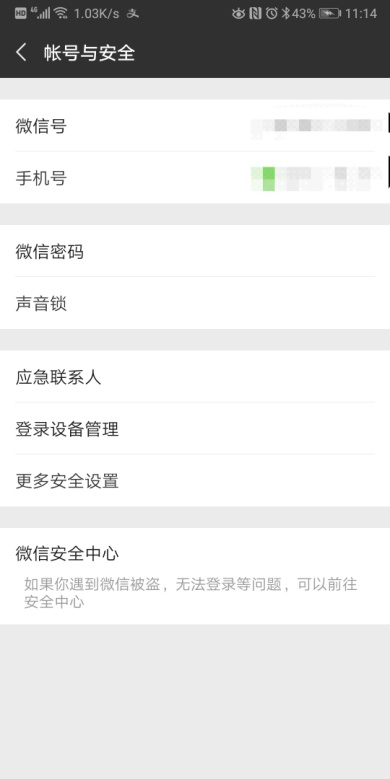 HD 4G 1.03K/s 43% 11:14
帐号与安全
微信号
手机号
微信密码
声音锁
应急联系人
登录设备管理
更多安全设置
微信安全中心
如果你遇到微信被盗，无法登录等问题，可以前往
安全中心